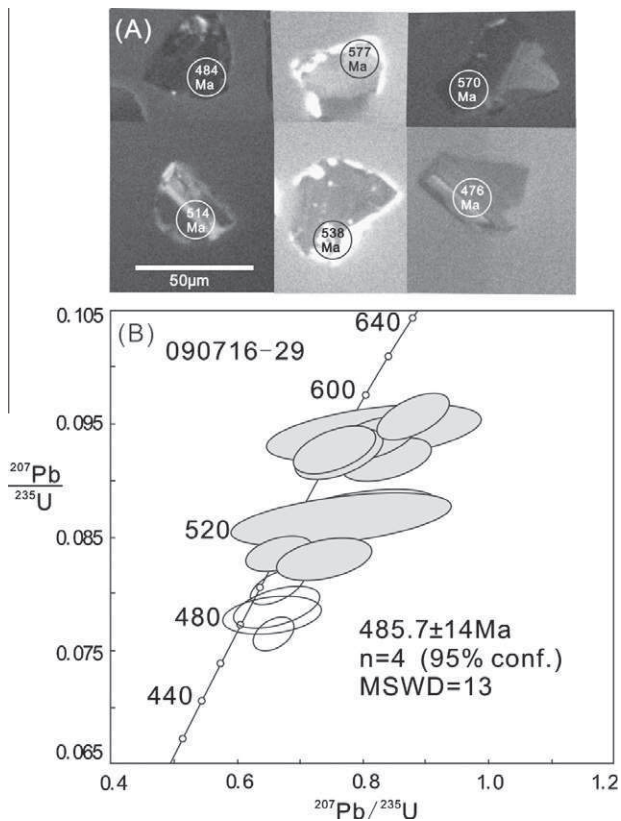 (A)
484
Ma
577
Ma
570
Ma
514
Ma
538
Ma
476
Ma
50μm
0.105
(B)
640
090716-29
600
0.095
207Pb
235U
520
0.085
480
485.7±14Ma
n=4 (95% conf.)
MSWD=13
0.075
440
0.065
0.4
0.6
0.8
1.0
1.2
207Pb/235U